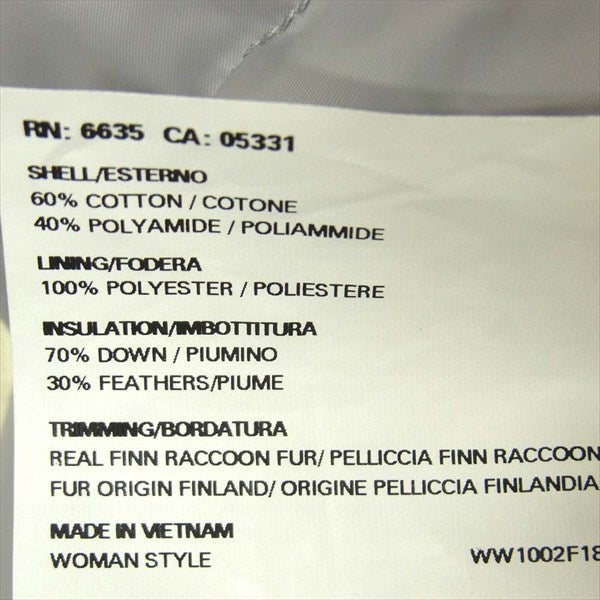 RN: 6635 CA: 05331
SHELL/ESTERNO
60% COTTON / COTONE
40% POLYAMIDE / POLIAMMIDE
LINING/FODERA
100% POLYESTER / POLIESTERE
INSULATION/IMBOTTITURA
70% DOWN / PIUMINO
30% FEATHERS/PIUME
TRIMMING/BORDATURA
REAL FINN RACCOON FUR/ PELLICCIA FINN RACCOON
FUR ORIGIN FINLAND/ ORIGINE PELLICCIA FINLANDIA
MADE IN VIETNAM
WOMAN STYLE WW1002F18